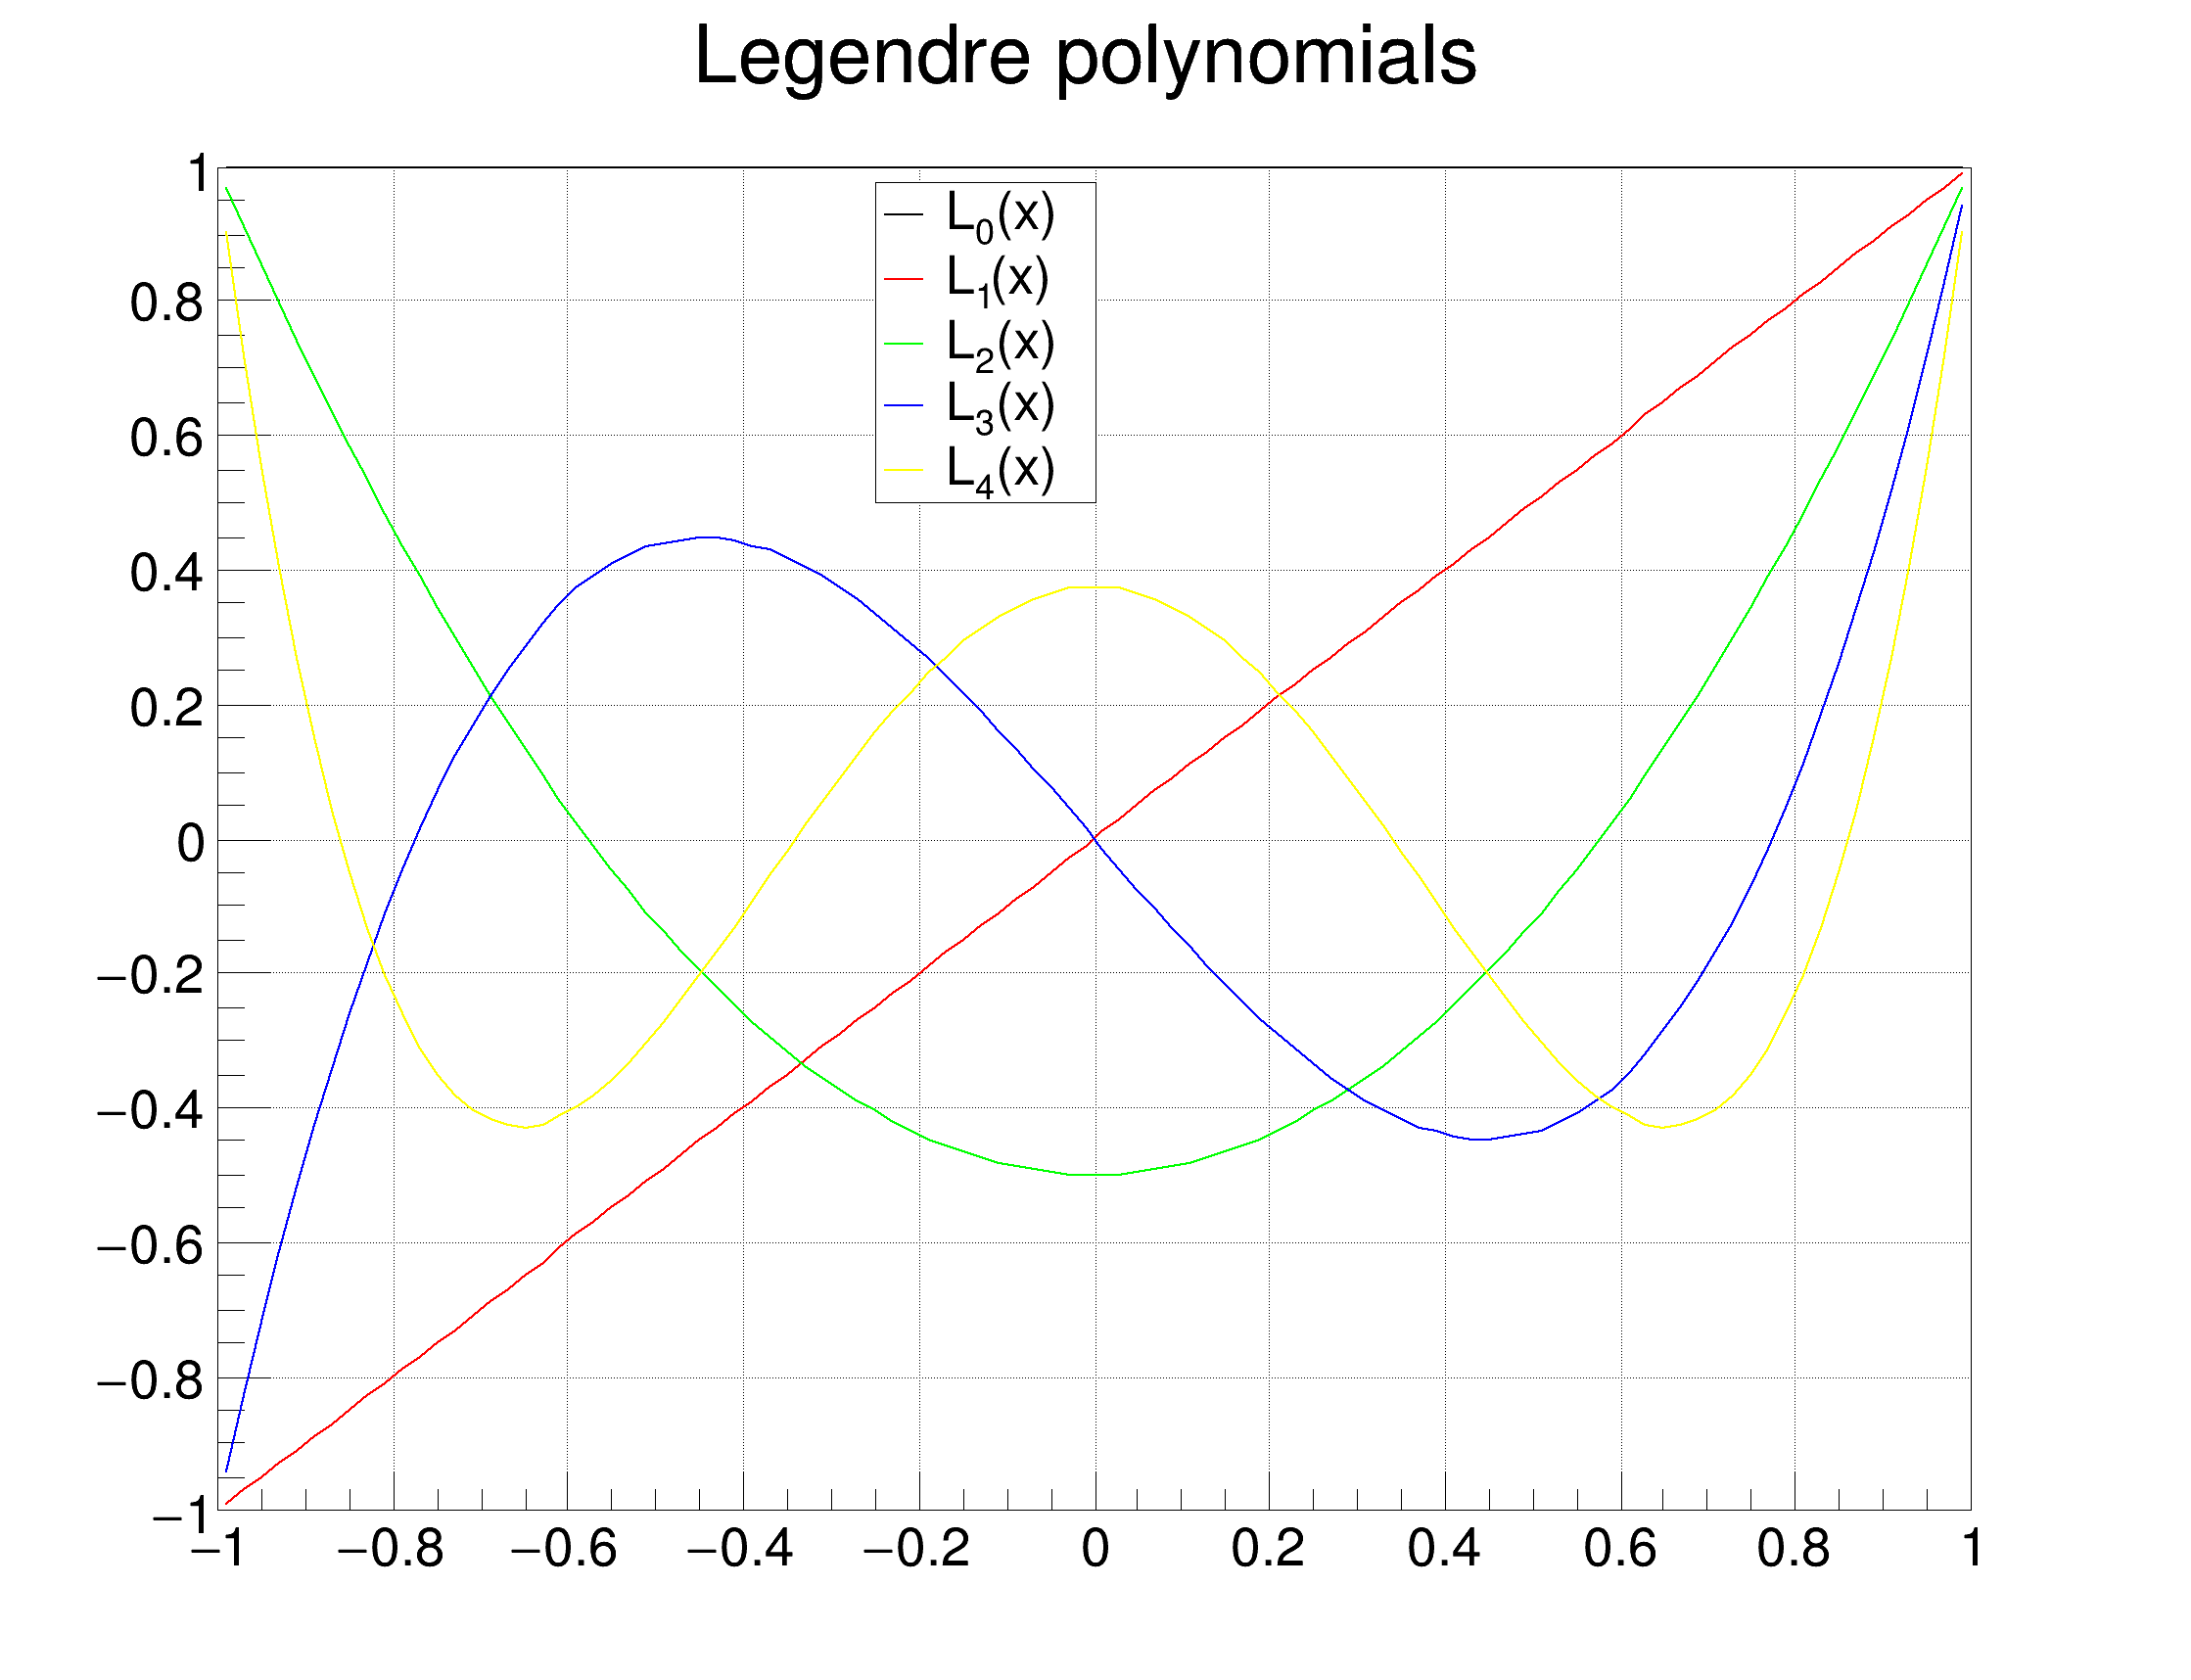 Legendre polynomials
L₀(x)
L₁(x)
L₂(x)
L₃(x)
L₄(x)
1
0.8
0.6
0.4
0.2
0
−0.2
−0.4
−0.6
−0.8
−1
−1 −0.8 −0.6 −0.4 −0.2 0 0.2 0.4 0.6 0.8 1